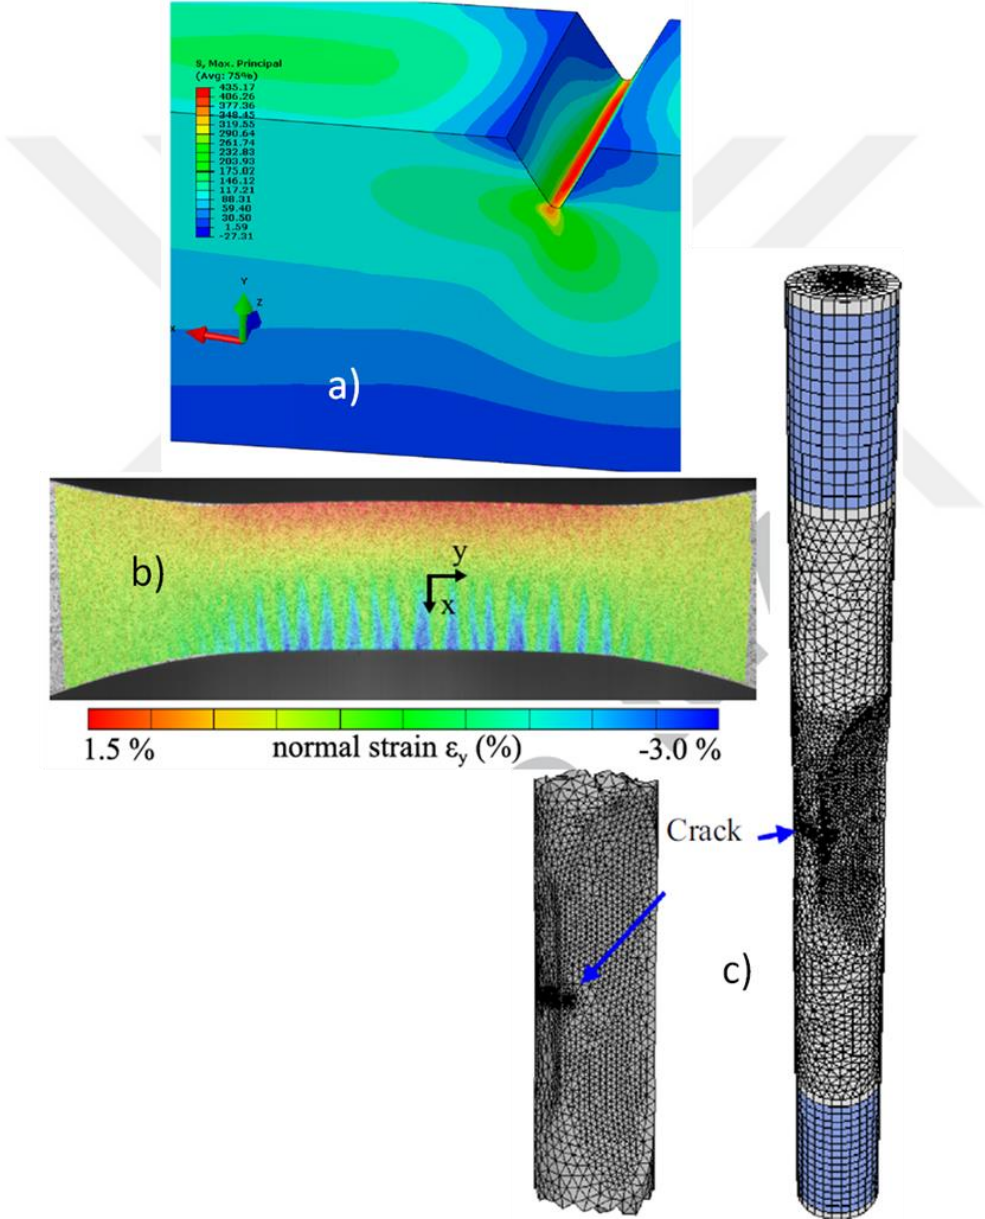 S, Max. Principal
(Avg: 75%)
435.17
406.26
377.36
348.45
319.55
290.64
261.74
232.83
203.93
175.02
146.12
117.21
88.31
59.40
30.50
1.59
-27.31
Y
Z
X
a)
b)
y
x
1.5 % normal strain εy (%) -3.0 %
Crack
c)